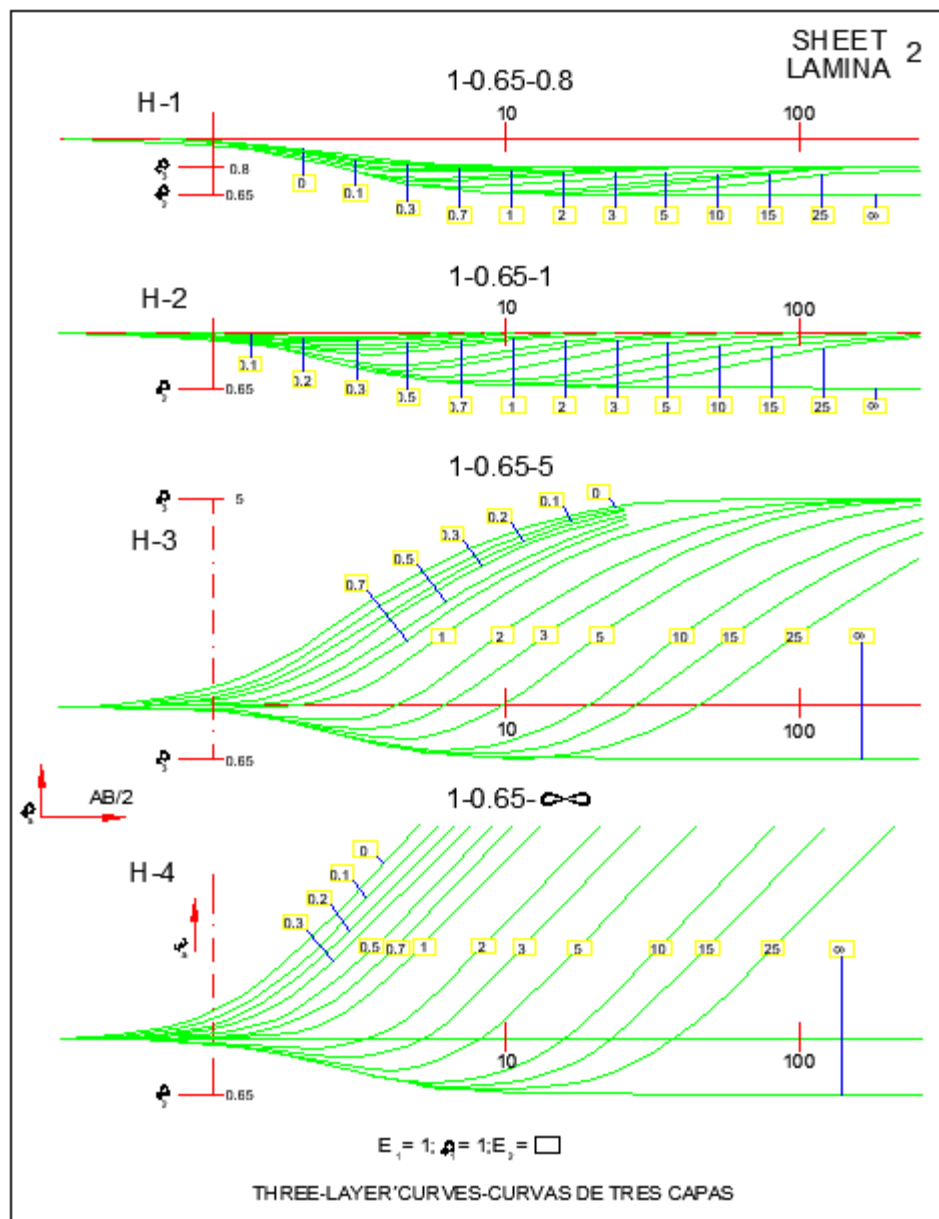 SHEET 2
LAMINA
1-0.65-0.8
H-1
10 100
ρ₃ 0.8
ρ₂ 0.65
0 0.1 0.3 0.7 1 2 3 5 10 15 25 ∞
1-0.65-1
H-2
10 100
ρ₂ 0.65
0.1 0.2 0.3 0.5 0.7 1 2 3 5 10 15 25 ∞
1-0.65-5
ρ₃ 5
H-3
0.7 0.5 0.3 0.2 0.1 0
1 2 3 5 10 15 25 ∞
10 100
0.65
AB/2
1-0.65-∞
H-4
0.3 0.2 0.1 0
0.5 0.7 1 2 3 5 10 15 25 ∞
10 100
0.65
E₁= 1; ρ₁= 1;E₂=
THREE-LAYER'CURVES-CURVAS DE TRES CAPAS